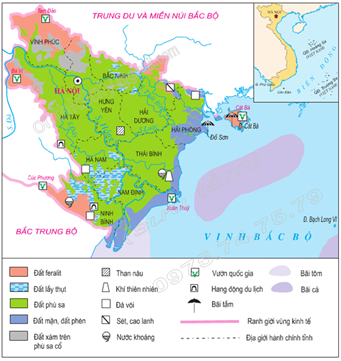 TRUNG DU VÀ MIỀN NÚI BẮC BỘ
HÀ NỘI
BIỂN ĐÔNG
Tam Đảo
VĨNH PHÚC
Ba Vì
BẮC NINH
HÀ NỘI
HƯNG YÊN
HẢI DƯƠNG
HÀ TÂY
HẢI PHÒNG
Cát Bà
Đ. Cát Bà
Đồ Sơn
THÁI BÌNH
HÀ NAM
Cúc Phương
NAM ĐỊNH
Xuân Thuỷ
NINH BÌNH
BẮC TRUNG BỘ
Đ. Bạch Long Vĩ
VỊNH BẮC BỘ
Đất feralit
Than nâu
Vườn quốc gia
Bãi tôm
Đất lầy thụt
Khí thiên nhiên
Hang động du lịch
Bãi cá
Đất phù sa
Đá vôi
Bãi tắm
Đất mặn, đất phèn
Sét, cao lanh
Ranh giới vùng kinh tế
Đất xám trên phù sa cổ
Nước khoáng
Địa giới hành chính tỉnh